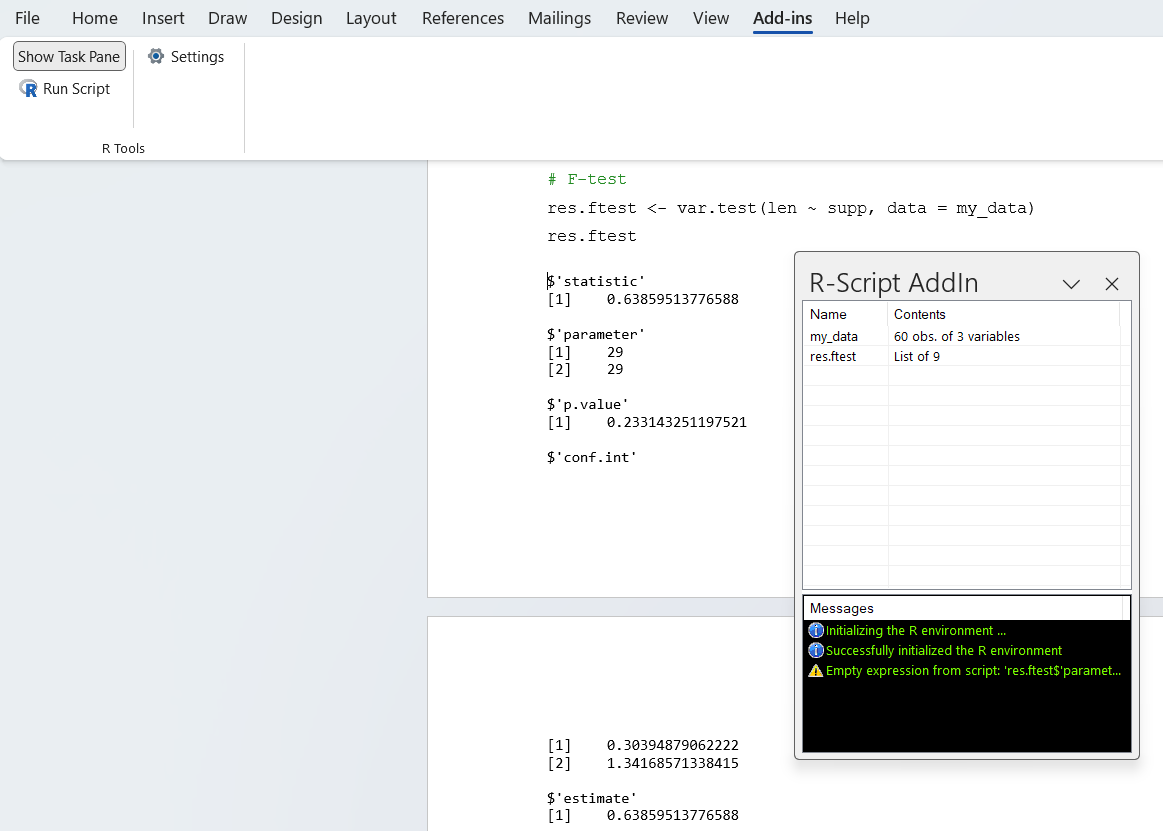 File Home Insert Draw Design Layout References Mailings Review View Add-ins Help
Show Task Pane Settings
Run Script
R Tools
# F-test
res.ftest <- var.test(len ~ supp, data = my_data)
res.ftest
$'statistic'
[1] 0.63859513776588
$'parameter'
[1] 29
[2] 29
$'p.value'
[1] 0.233143251197521
$'conf.int'
[1] 0.30394879062222
[2] 1.34168571338415
$'estimate'
[1] 0.63859513776588
R-Script AddIn
Name Contents
my_data 60 obs. of 3 variables
res.ftest List of 9
Messages
Initializing the R environment ...
Successfully initialized the R environment
Empty expression from script: 'res.ftest$'paramet...